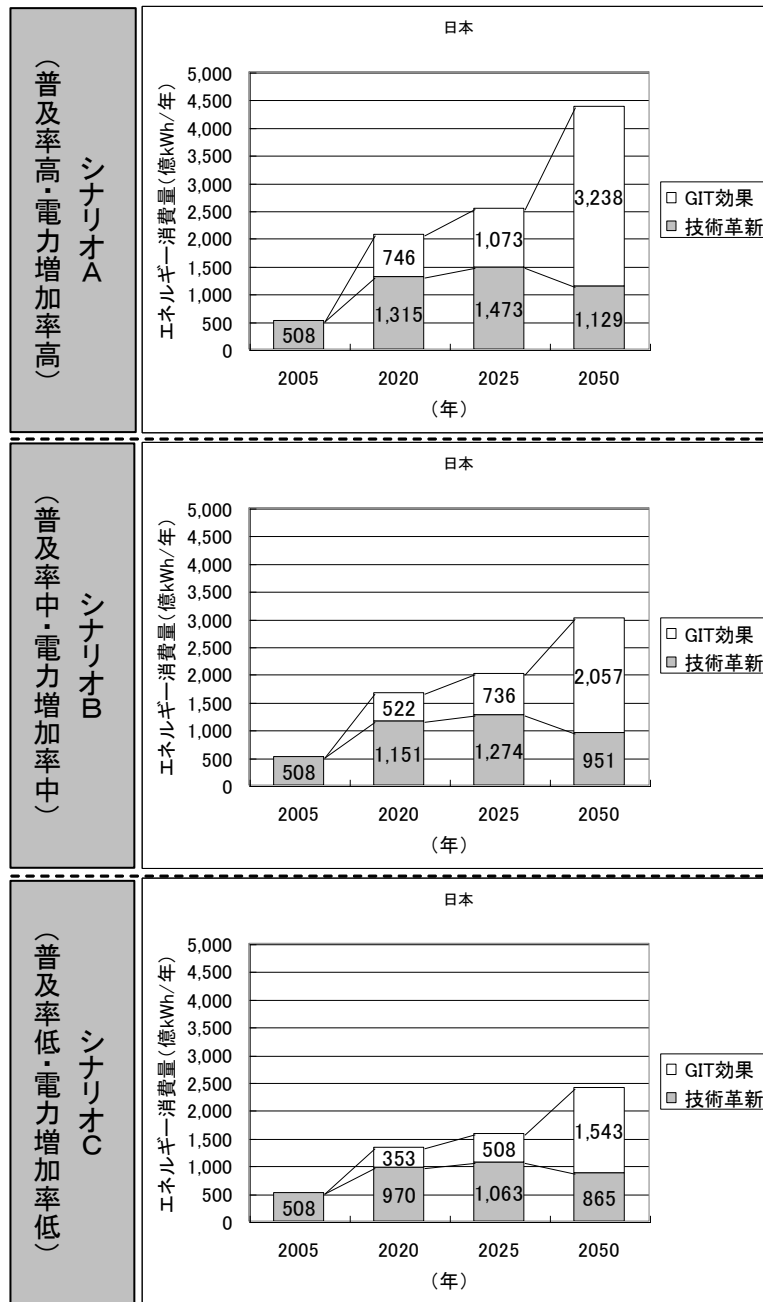 シナリオA
（普及率高・電力増加率高）
日本
エネルギー消費量（億kWh/年）
5,000
4,500
4,000
3,500
3,000
2,500
2,000
1,500
1,000
500
0
508
746
1,315
1,073
1,473
3,238
1,129
2005 2020 2025 2050
（年）
GIT効果
技術革新
シナリオB
（普及率中・電力増加率中）
日本
エネルギー消費量（億kWh/年）
5,000
4,500
4,000
3,500
3,000
2,500
2,000
1,500
1,000
500
0
508
522
1,151
736
1,274
2,057
951
2005 2020 2025 2050
（年）
GIT効果
技術革新
シナリオC
（普及率低・電力増加率低）
日本
エネルギー消費量（億kWh/年）
5,000
4,500
4,000
3,500
3,000
2,500
2,000
1,500
1,000
500
0
508
353
970
508
1,063
1,543
865
2005 2020 2025 2050
（年）
GIT効果
技術革新